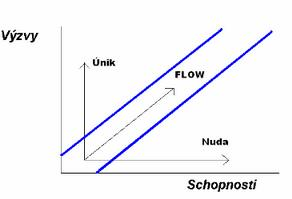 Výzvy
Únik
FLOW
Nuda
Schopnosti